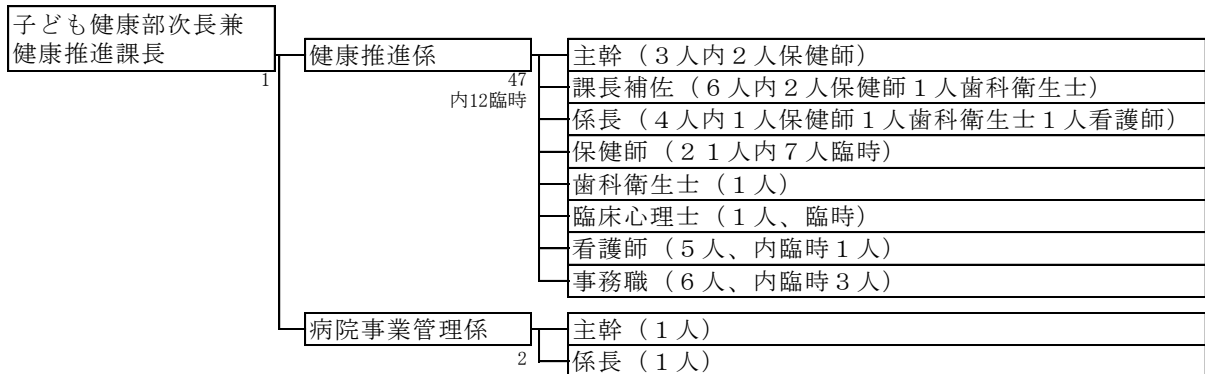 子ども健康部次長兼
健康推進課長
1
健康推進係
47
内12臨時
主幹（３人内２人保健師）
課長補佐（６人内２人保健師１人歯科衛生士）
係長（４人内１人保健師１人歯科衛生士１人看護師）
保健師（２１人内７人臨時）
歯科衛生士（１人）
臨床心理士（１人、臨時）
看護師（５人、内臨時１人）
事務職（６人、内臨時３人）
病院事業管理係
2
主幹（１人）
係長（１人）